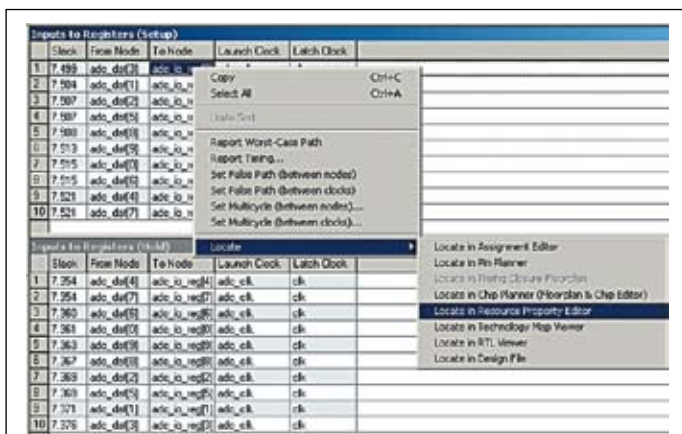 Inputs to Registers (Setup)
Slack From Node To Node Launch Clock Latch Clock
1 7.499 adc_dat[3]
2 7.504 adc_dat[1]
3 7.507 adc_dat[2]
4 7.507 adc_dat[5]
5 7.508 adc_dat[8]
6 7.513 adc_dat[9]
7 7.515 adc_dat[0]
8 7.515 adc_dat[6]
9 7.521 adc_dat[4]
10 7.521 adc_dat[7]
Copy Ctrl+C
Select All Ctrl+A
Undo Sort
Report Worst-Case Path
Report Timing...
Set False Path (between nodes)
Set False Path (between clocks)
Set Multicycle (between nodes)...
Set Multicycle (between clocks)...
Locate
Locate in Assignment Editor
Locate in Pin Planner
Locate in Timing Closure Floorplan
Locate in Chip Planner (Floorplan & Chip Editor)
Locate in Resource Property Editor
Locate in Technology Map Viewer
Locate in RTL Viewer
Locate in Design File
Inputs to Registers (Hold)
Slack From Node To Node Launch Clock Latch Clock
1 7.354 adc_dat[4] adc_io_reg[4] adc_clk clk
2 7.354 adc_dat[7] adc_io_reg[7] adc_clk clk
3 7.360 adc_dat[6] adc_io_reg[6] adc_clk clk
4 7.361 adc_dat[0] adc_io_reg[0] adc_clk clk
5 7.363 adc_dat[9] adc_io_reg[9] adc_clk clk
6 7.367 adc_dat[8] adc_io_reg[8] adc_clk clk
7 7.369 adc_dat[2] adc_io_reg[2] adc_clk clk
8 7.369 adc_dat[5] adc_io_reg[5] adc_clk clk
9 7.371 adc_dat[1] adc_io_reg[1] adc_clk clk
10 7.376 adc_dat[3] adc_io_reg[3] adc_clk clk